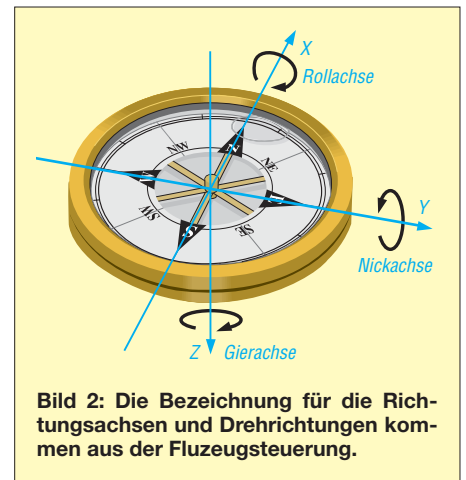 X
Rollachse
N
NW
NE
W
E
Y
SW
S
SE
Nickachse
Z Gierachse
Bild 2: Die Bezeichnung für die Rich-
tungsachsen und Drehrichtungen kom-
men aus der Fluzeugsteuerung.